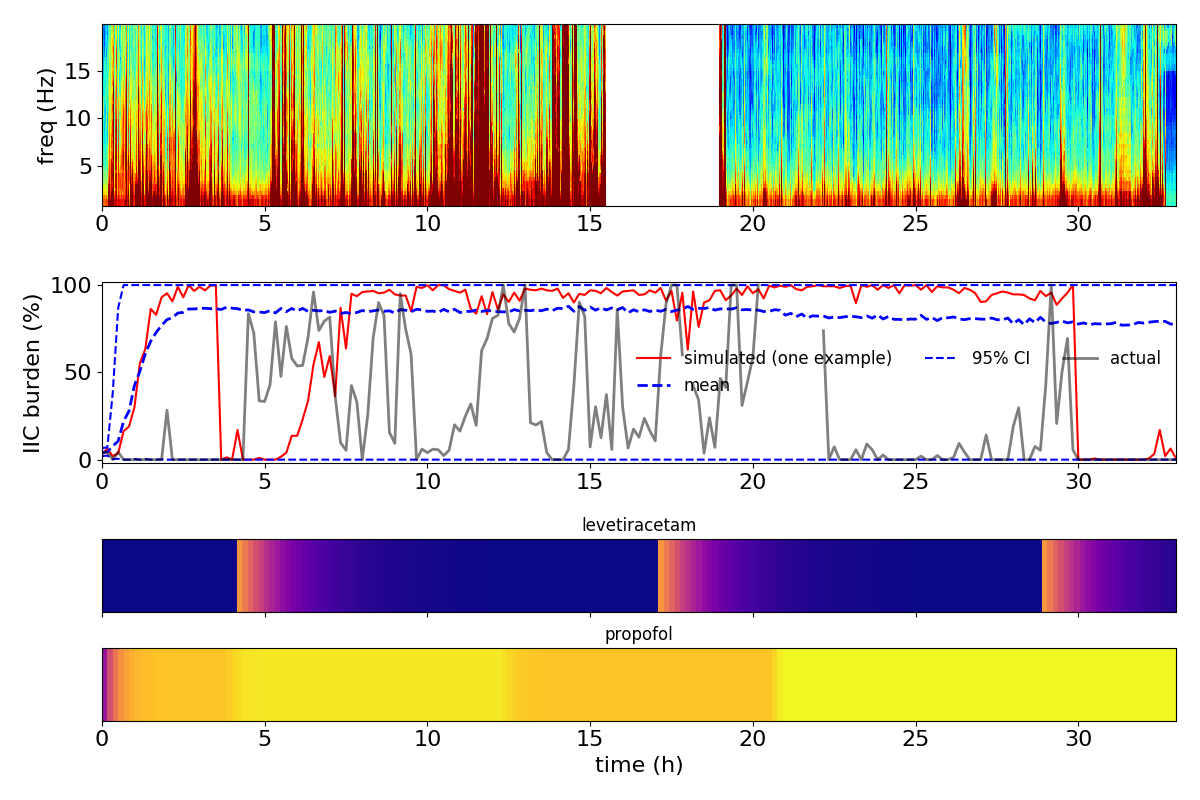 freq (Hz)
15
10
5
0 5 10 15 20 25 30
IIC burden (%)
100
50
0
simulated (one example) 95% CI actual
mean
0 5 10 15 20 25 30
levetiracetam
propofol
0 5 10 15 20 25 30
time (h)